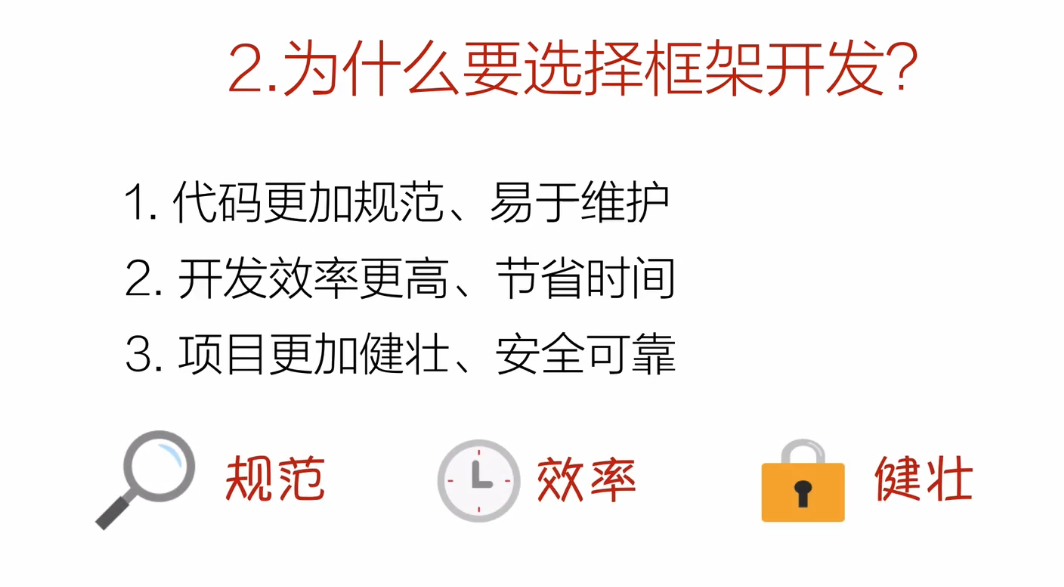 2.为什么要选择框架开发？
1. 代码更加规范、易于维护
2. 开发效率更高、节省时间
3. 项目更加健壮、安全可靠
规范 效率 健壮